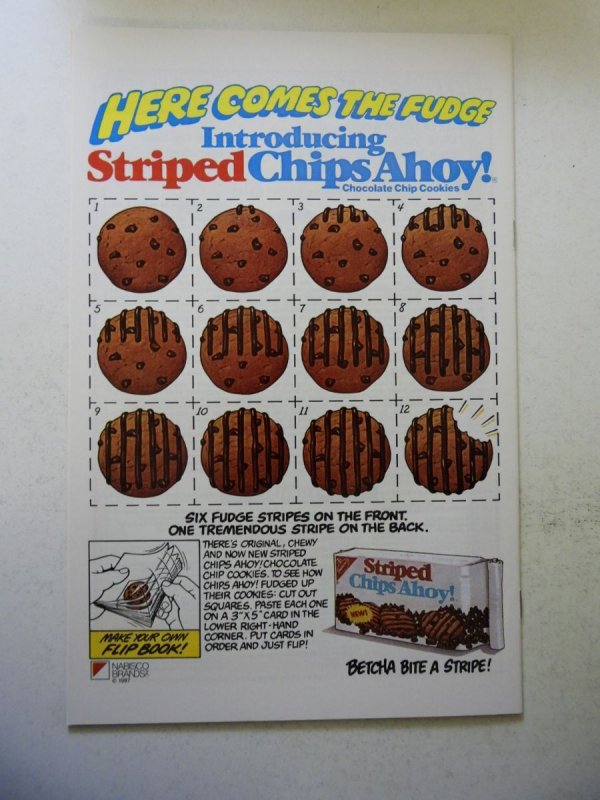 HERE COMES THE FUDGE
Introducing
Striped Chips Ahoy!®
Chocolate Chip Cookies
1 2 3 4
5 6 7 8
9 10 11 12
SIX FUDGE STRIPES ON THE FRONT.
ONE TREMENDOUS STRIPE ON THE BACK.
THERE'S ORIGINAL, CHEWY
AND NOW NEW STRIPED
CHIPS AHOY! CHOCOLATE
CHIP COOKIES. TO SEE HOW
CHIPS AHOY! FUDGED UP
THEIR COOKIES: CUT OUT
SQUARES. PASTE EACH ONE
ON A 3"X5" CARD IN THE
LOWER RIGHT-HAND
CORNER. PUT CARDS IN
ORDER AND JUST FLIP!
MAKE YOUR OWN
FLIP BOOK!
NABISCO
BRANDS
© 1987
Striped
Chips Ahoy!
NEW!
BETCHA BITE A STRIPE!